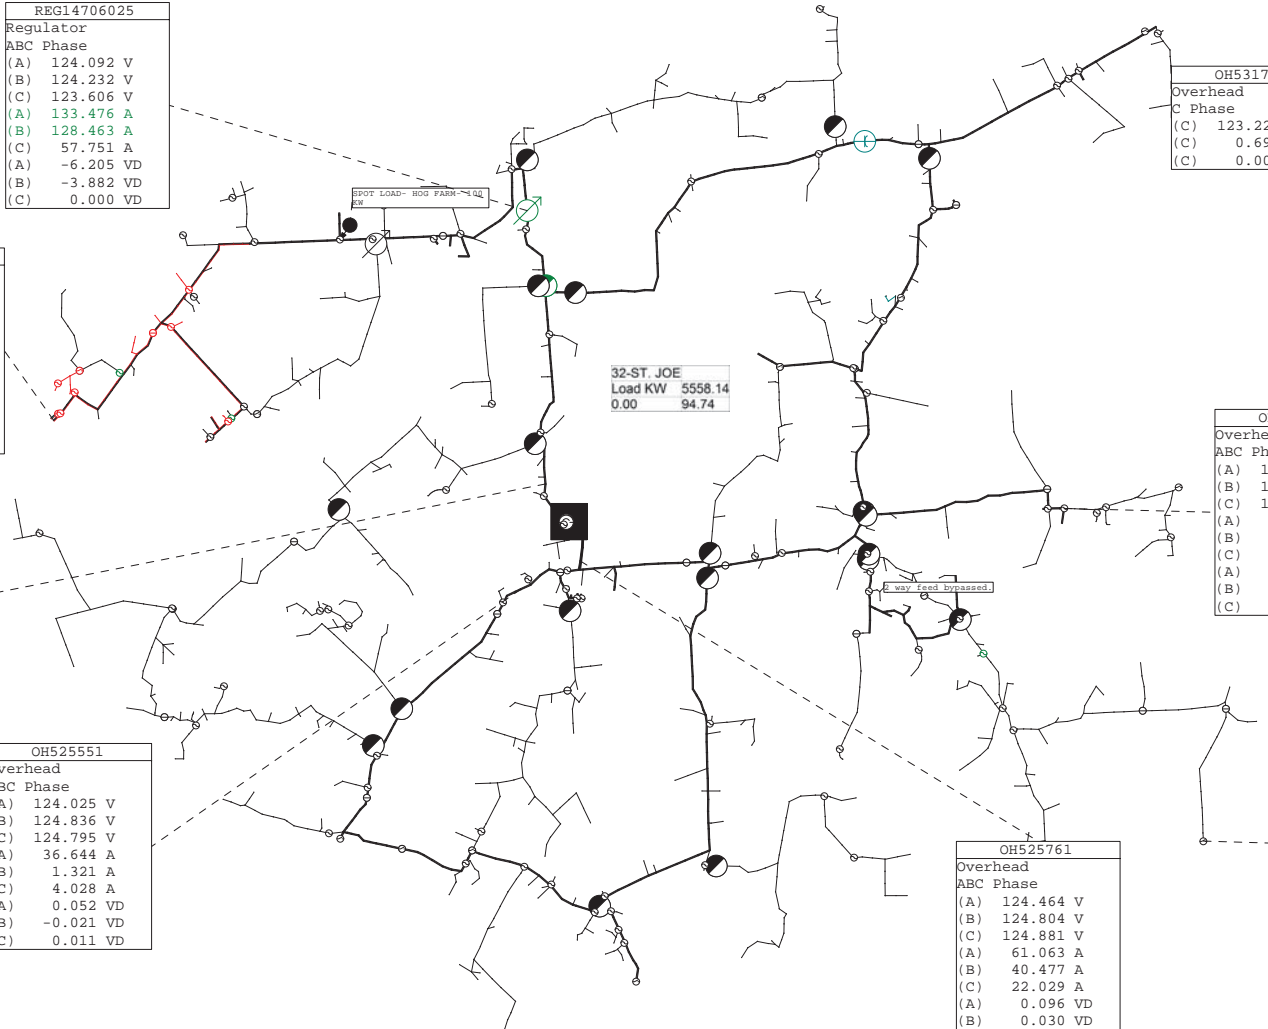 REG14706025
Regulator
ABC Phase
(A) 124.092 V
(B) 124.232 V
(C) 123.606 V
(A) 133.476 A
(B) 128.463 A
(C) 57.751 A
(A) -6.205 VD
(B) -3.882 VD
(C) 0.000 VD
SPOT LOAD- HOG FARM- 100
KW
OH5317
Overhead
C Phase
(C) 123.22
(C) 0.69
(C) 0.00
32-ST. JOE
Load KW 5558.14
0.00 94.74
O
Overhe
ABC Ph
(A) 1
(B) 1
(C) 1
(A)
(B)
(C)
(A)
(B)
(C)
2 way feed bypassed.
OH525551
verhead
BC Phase
A) 124.025 V
B) 124.836 V
C) 124.795 V
A) 36.644 A
B) 1.321 A
C) 4.028 A
A) 0.052 VD
B) -0.021 VD
C) 0.011 VD
OH525761
Overhead
ABC Phase
(A) 124.464 V
(B) 124.804 V
(C) 124.881 V
(A) 61.063 A
(B) 40.477 A
(C) 22.029 A
(A) 0.096 VD
(B) 0.030 VD